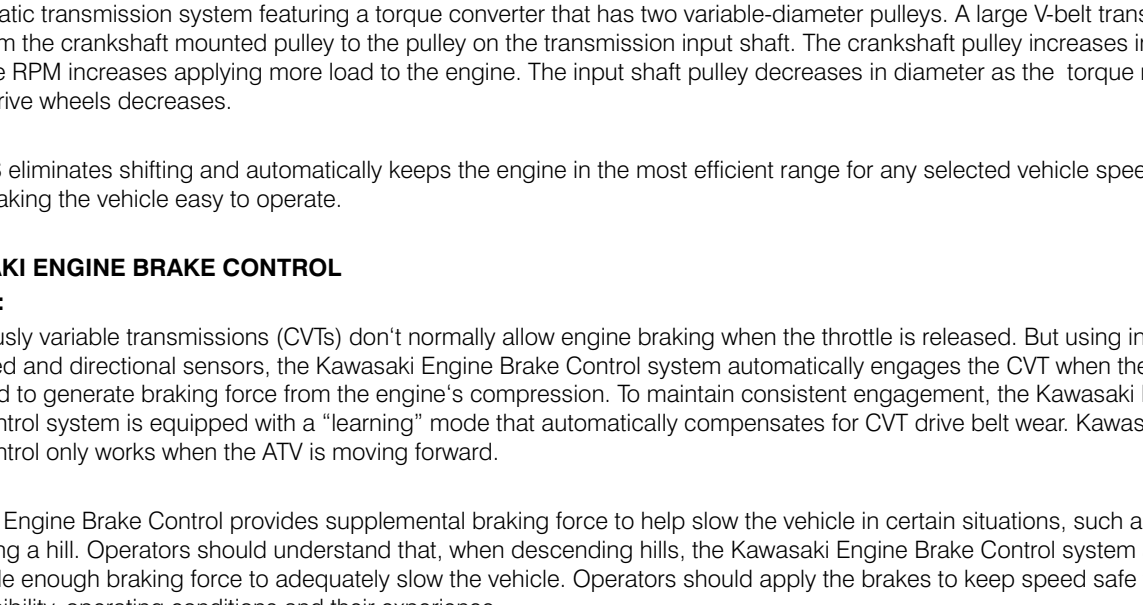 atic transmission system featuring a torque converter that has two variable-diameter pulleys. A large V-belt trans
m the crankshaft mounted pulley to the pulley on the transmission input shaft. The crankshaft pulley increases in
e RPM increases applying more load to the engine. The input shaft pulley decreases in diameter as the  torque r
rive wheels decreases.
S eliminates shifting and automatically keeps the engine in the most efficient range for any selected vehicle spee
aking the vehicle easy to operate.
AKI ENGINE BRAKE CONTROL
:
usly variable transmissions (CVTs) don‘t normally allow engine braking when the throttle is released. But using in
ed and directional sensors, the Kawasaki Engine Brake Control system automatically engages the CVT when the
d to generate braking force from the engine‘s compression. To maintain consistent engagement, the Kawasaki
ntrol system is equipped with a “learning” mode that automatically compensates for CVT drive belt wear. Kawas
ntrol only works when the ATV is moving forward.
Engine Brake Control provides supplemental braking force to help slow the vehicle in certain situations, such a
ng a hill. Operators should understand that, when descending hills, the Kawasaki Engine Brake Control system
le enough braking force to adequately slow the vehicle. Operators should apply the brakes to keep speed safe
sibility, operating conditions and their experience.